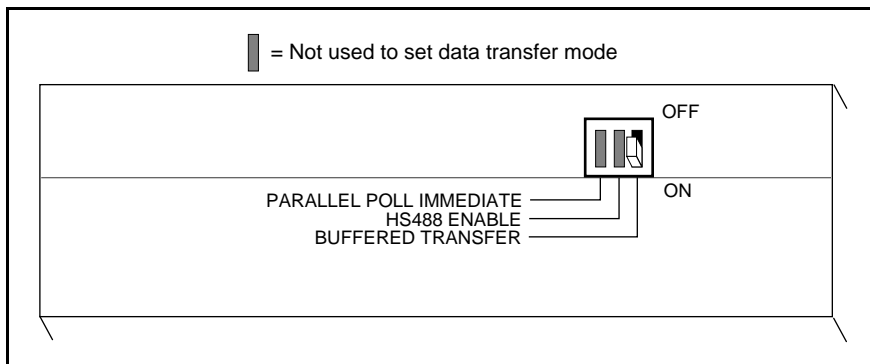 = Not used to set data transfer mode
OFF
ON
PARALLEL POLL IMMEDIATE
HS488 ENABLE
BUFFERED TRANSFER